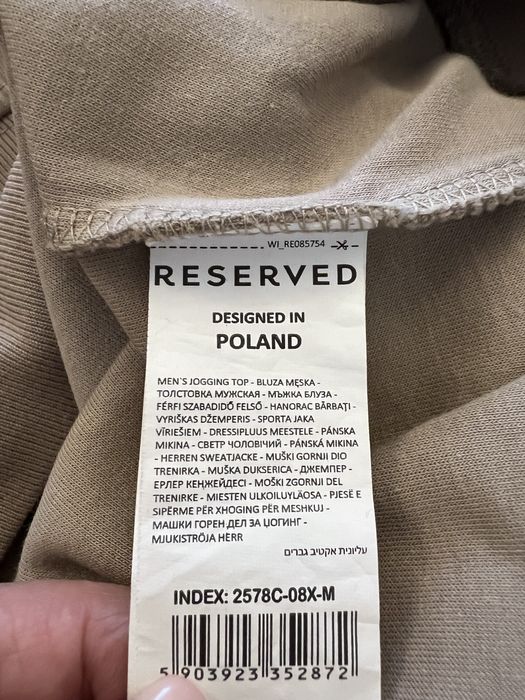 WI_RE085754
RESERVED
DESIGNED IN
POLAND
MEN`S JOGGING TOP - BLUZA MĘSKA -
ТОЛСТОВКА МУЖСКАЯ - МЪЖКА БЛУЗА -
FÉRFI SZABADIDŐ FELSŐ - HANORAC BĂRBAŢI -
VYRIŠKAS DŽEMPERIS - SPORTA JAKA
VĪRIEŠIEM - DRESSIPLUUS MEESTELE - PÁNSKA
MIKINA - СВЕТР ЧОЛОВІЧИЙ - PÁNSKÁ MIKINA
- HERREN SWEATJACKE - MUŠKI GORNJI DIO
TRENIRKA - MUŠKA DUKSERICA - ДЖЕМПЕР -
ЕРЛЕР КЕҢЖЕЙДЕСІ - MOŠKI ZGORNJI DEL
TRENIRKE - MIESTEN ULKOILUYLÄOSA - PJESË E
SIPËRME PËR XHOGING PËR MESHKUJ -
МАШКИ ГОРЕН ДЕЛ ЗА ЏОГИНГ -
MJUKISTRÖJA HERR
עליונית אקטיב גברים
INDEX: 2578C-08X-M
5 903923 352872